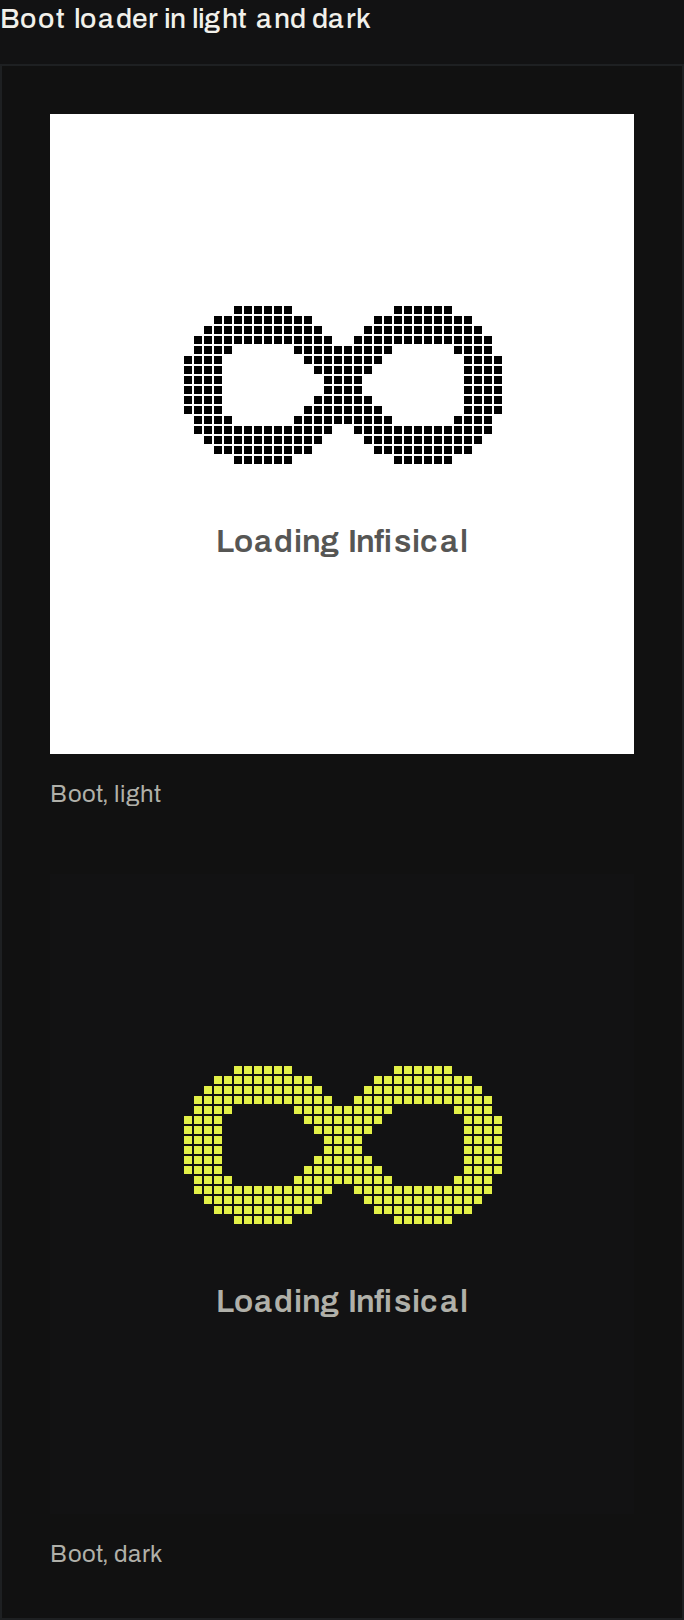 Boot loader in light and dark
Loading Infisical
Boot, light
Loading Infisical
Boot, dark